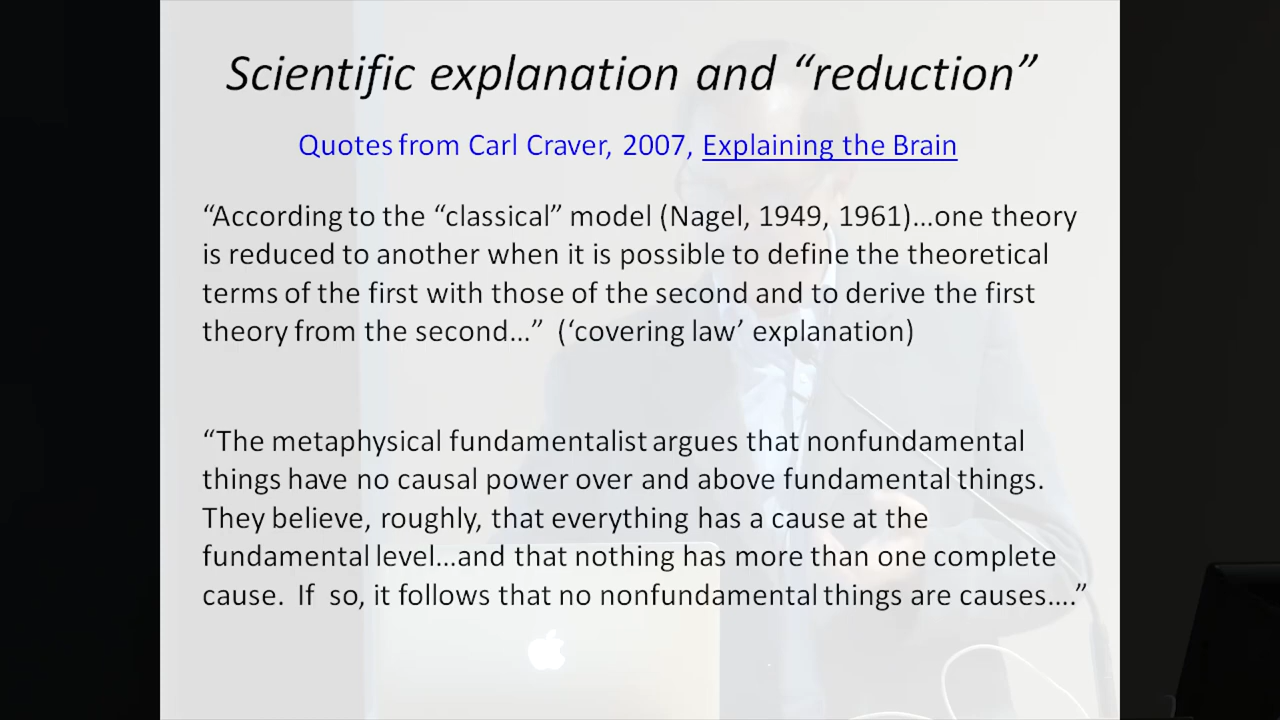 Scientific explanation and “reduction”
Quotes from Carl Craver, 2007, Explaining the Brain
“According to the “classical” model (Nagel, 1949, 1961)…one theory
is reduced to another when it is possible to define the theoretical
terms of the first with those of the second and to derive the first
theory from the second…”  (‘covering law’ explanation)
“The metaphysical fundamentalist argues that nonfundamental
things have no causal power over and above fundamental things.
They believe, roughly, that everything has a cause at the
fundamental level…and that nothing has more than one complete
cause.  If  so, it follows that no nonfundamental things are causes….”